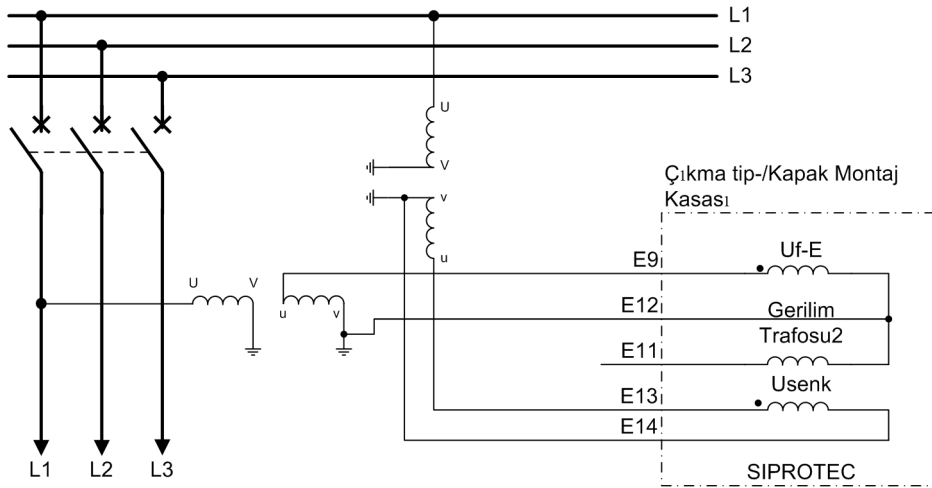 L1
L2
L3
U
V
v
u
Çıkma tip-/Kapak Montaj
Kasası
Uf-E
E9
U
V
u
v
E12
Gerilim
Trafosu2
E11
Usenk
E13
E14
L1
L2
L3
SIPROTEC